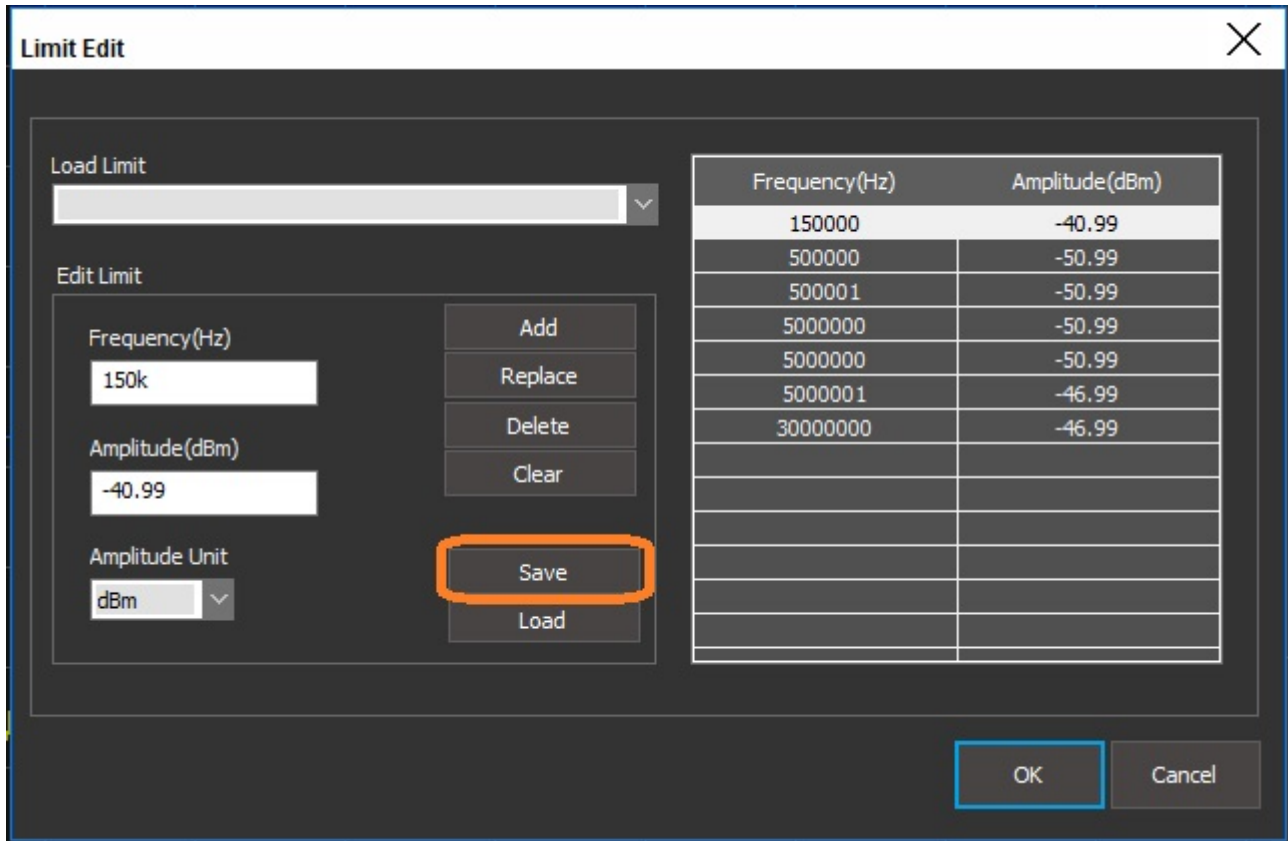 Limit Edit
Load Limit
Edit Limit
Frequency(Hz)
150k
Amplitude(dBm)
-40.99
Amplitude Unit
dBm
Add
Replace
Delete
Clear
Save
Load
Frequency(Hz) Amplitude(dBm)
150000 -40.99
500000 -50.99
500001 -50.99
5000000 -50.99
5000000 -50.99
5000001 -46.99
30000000 -46.99
OK Cancel